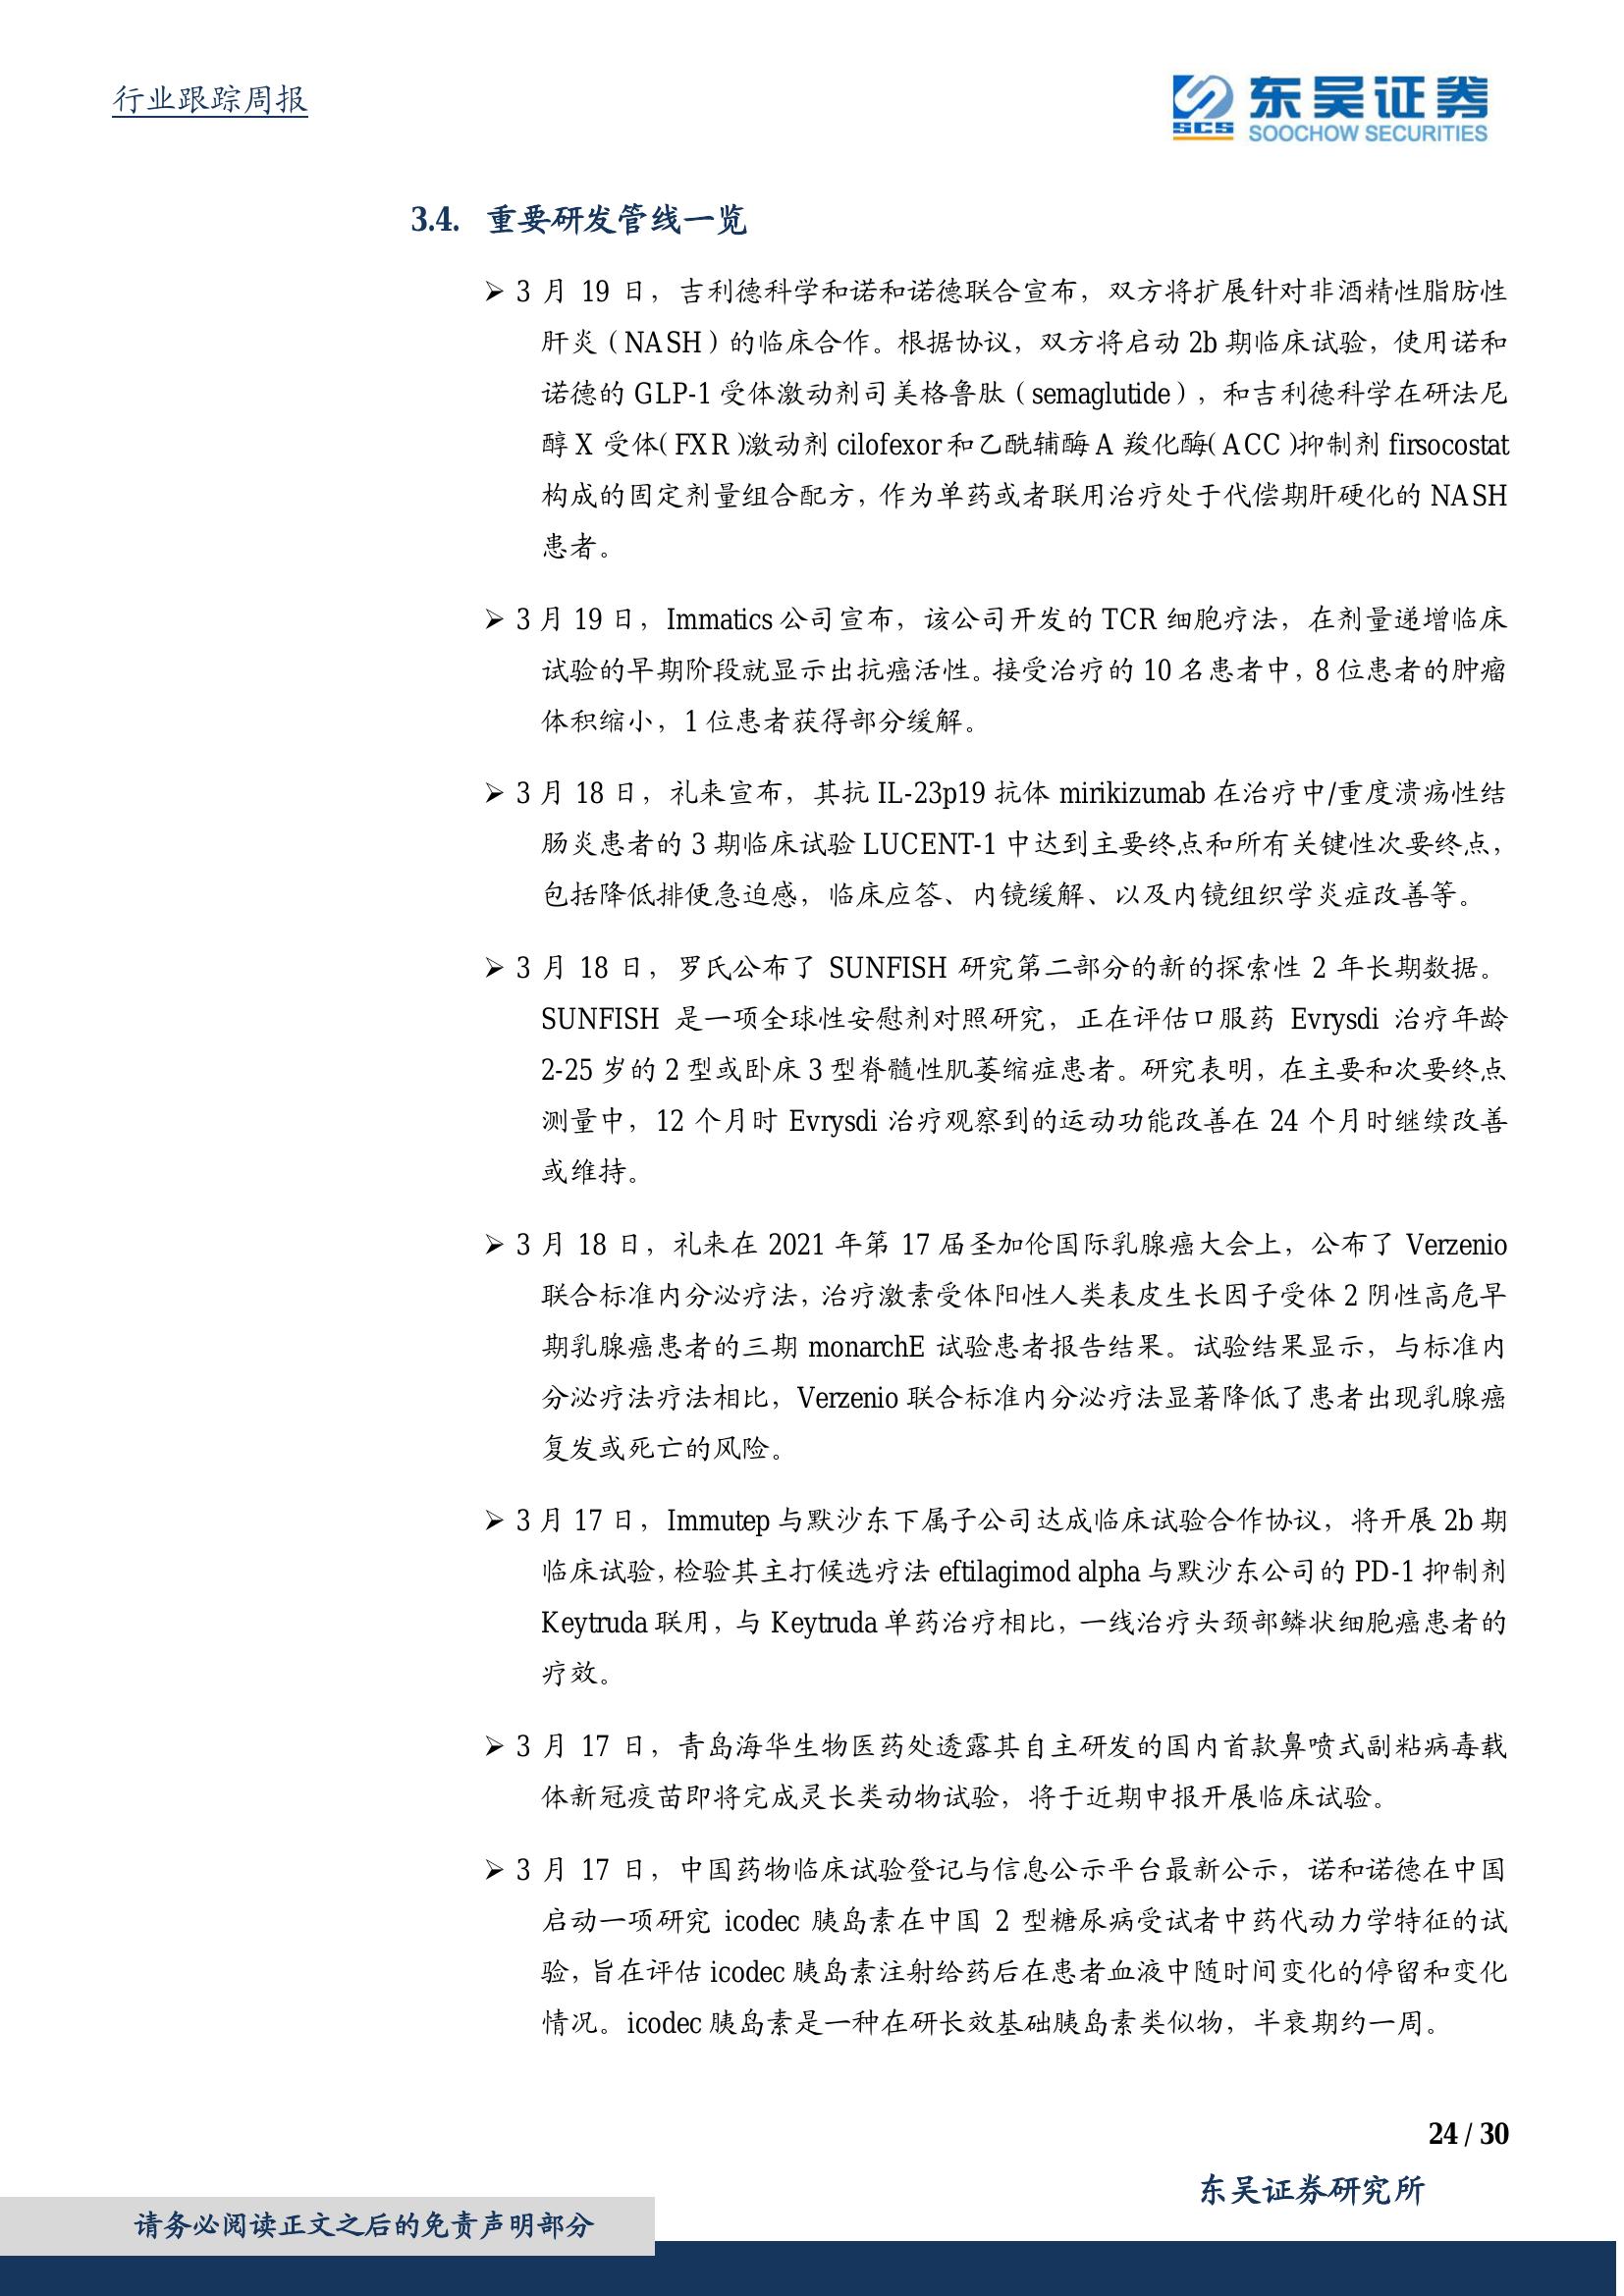 行业跟踪周报
东吴证券
SCS
SOOCHOW SECURITIES
3.4. 重要研发管线一览
➢ 3 月 19 日，吉利德科学和诺和诺德联合宣布，双方将扩展针对非酒精性脂肪性
肝炎（NASH）的临床合作。根据协议，双方将启动 2b 期临床试验，使用诺和
诺德的 GLP-1 受体激动剂司美格鲁肽（semaglutide），和吉利德科学在研法尼
醇 X 受体（FXR）激动剂 cilofexor 和乙酰辅酶 A 羧化酶（ACC）抑制剂 firsocostat
构成的固定剂量组合配方，作为单药或者联用治疗处于代偿期肝硬化的 NASH
患者。
➢ 3 月 19 日，Immatics 公司宣布，该公司开发的 TCR 细胞疗法，在剂量递增临床
试验的早期阶段就显示出抗癌活性。接受治疗的 10 名患者中，8 位患者的肿瘤
体积缩小，1 位患者获得部分缓解。
➢ 3 月 18 日，礼来宣布，其抗 IL-23p19 抗体 mirikizumab 在治疗中/重度溃疡性结
肠炎患者的 3 期临床试验 LUCENT-1 中达到主要终点和所有关键性次要终点，
包括降低排便急迫感，临床应答、内镜缓解、以及内镜组织学炎症改善等。
➢ 3 月 18 日，罗氏公布了 SUNFISH 研究第二部分的新的探索性 2 年长期数据。
SUNFISH 是一项全球性安慰剂对照研究，正在评估口服药 Evrysdi 治疗年龄
2-25 岁的 2 型或卧床 3 型脊髓性肌萎缩症患者。研究表明，在主要和次要终点
测量中，12 个月时 Evrysdi 治疗观察到的运动功能改善在 24 个月时继续改善
或维持。
➢ 3 月 18 日，礼来在 2021 年第 17 届圣加伦国际乳腺癌大会上，公布了 Verzenio
联合标准内分泌疗法，治疗激素受体阳性人类表皮生长因子受体 2 阴性高危早
期乳腺癌患者的三期 monarchE 试验患者报告结果。试验结果显示，与标准内
分泌疗法疗法相比，Verzenio 联合标准内分泌疗法显著降低了患者出现乳腺癌
复发或死亡的风险。
➢ 3 月 17 日，Immutep 与默沙东下属子公司达成临床试验合作协议，将开展 2b 期
临床试验，检验其主打候选疗法 eftilagimod alpha 与默沙东公司的 PD-1 抑制剂
Keytruda 联用，与 Keytruda 单药治疗相比，一线治疗头颈部鳞状细胞癌患者的
疗效。
➢ 3 月 17 日，青岛海华生物医药处透露其自主研发的国内首款鼻喷式副粘病毒载
体新冠疫苗即将完成灵长类动物试验，将于近期申报开展临床试验。
➢ 3 月 17 日，中国药物临床试验登记与信息公示平台最新公示，诺和诺德在中国
启动一项研究 icodec 胰岛素在中国 2 型糖尿病受试者中药代动力学特征的试
验，旨在评估 icodec 胰岛素注射给药后在患者血液中随时间变化的停留和变化
情况。icodec 胰岛素是一种在研长效基础胰岛素类似物，半衰期约一周。
24 / 30
东吴证券研究所
请务必阅读正文之后的免责声明部分